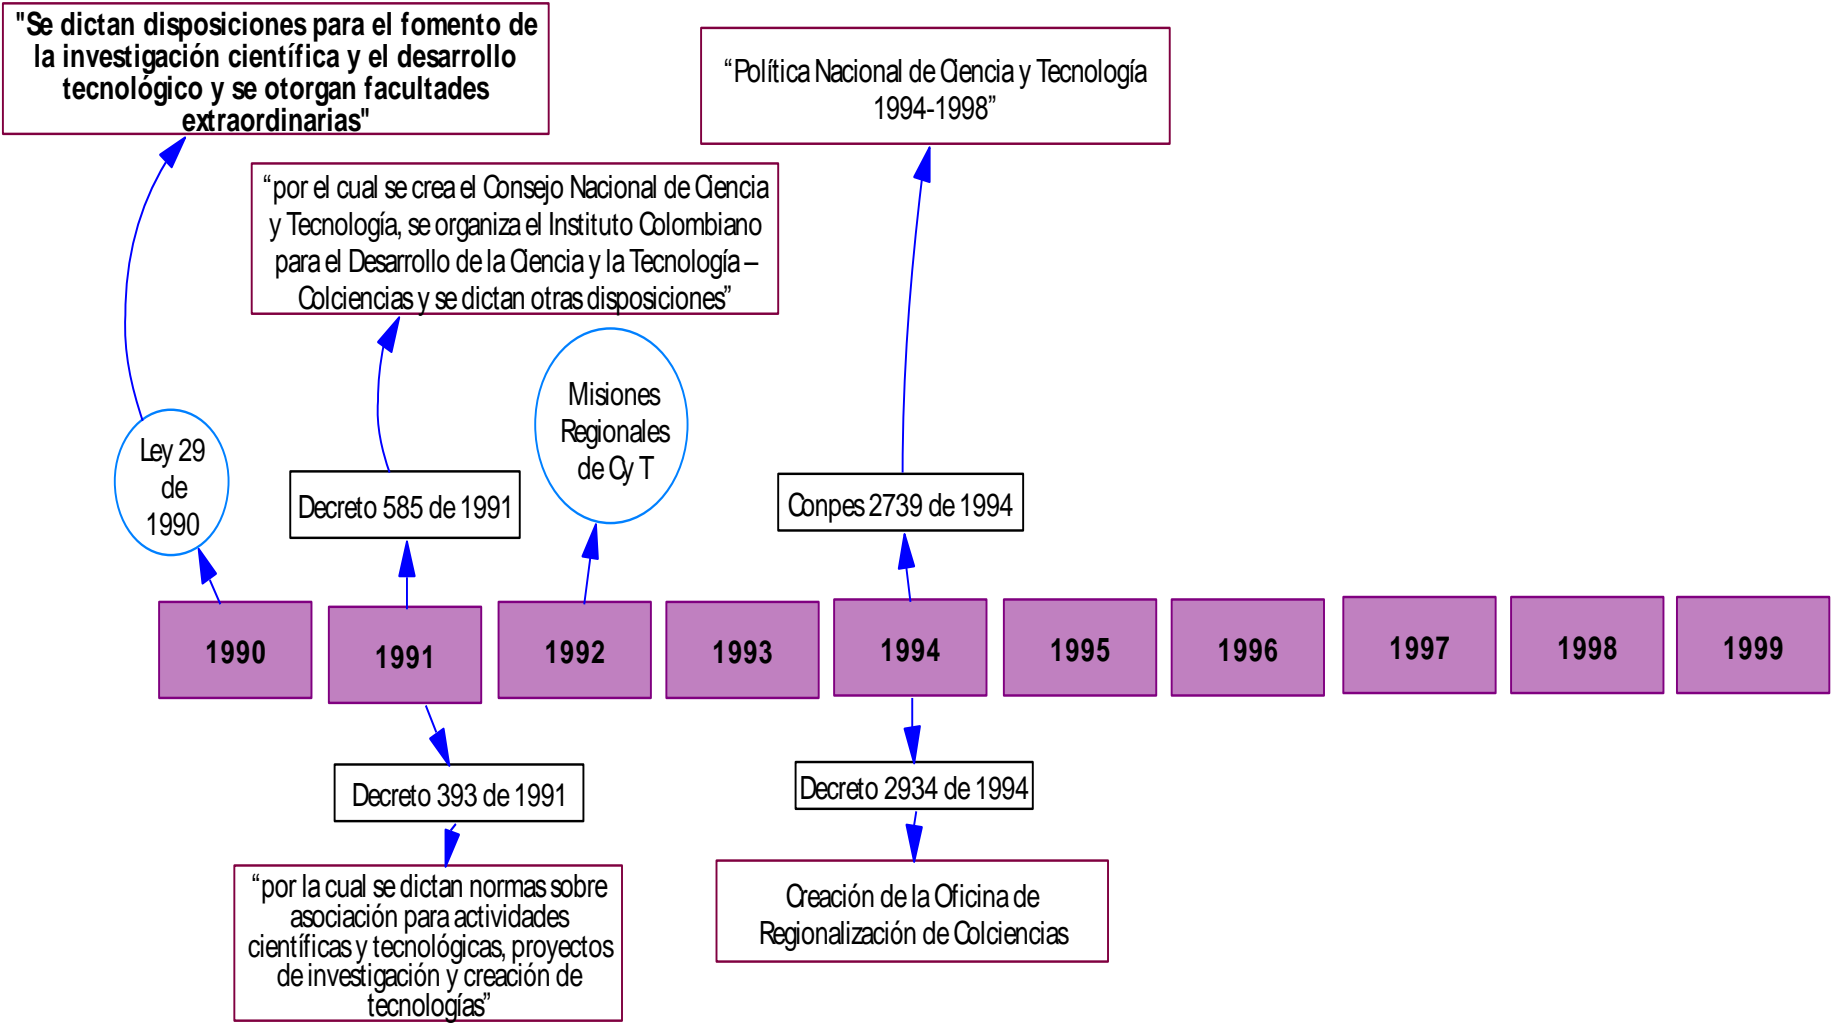 "Se dictan disposiciones para el fomento de
la investigación científica y el desarrollo
tecnológico y se otorgan facultades
extraordinarias"
“Política Nacional de Ciencia y Tecnología
1994-1998”
“por el cual se crea el Consejo Nacional de Ciencia
y Tecnología, se organiza el Instituto Colombiano
para el Desarrollo de la Ciencia y la Tecnología –
Colciencias y se dictan otras disposiciones”
Misiones
Regionales
de C y T
Ley 29
de
1990
Decreto 585 de 1991
Conpes 2739 de 1994
1990
1991
1992
1993
1994
1995
1996
1997
1998
1999
Decreto 393 de 1991
Decreto 2934 de 1994
“por la cual se dictan normas sobre
asociación para actividades
científicas y tecnológicas, proyectos
de investigación y creación de
tecnologías”
Creación de la Oficina de
Regionalización de Colciencias